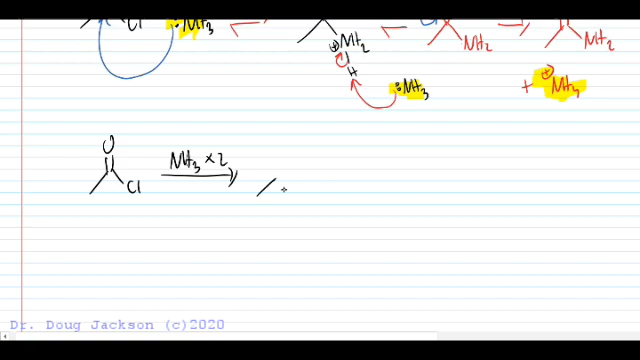 Cl :NH3 ⊕NH2 NH2 NH2
H :NH3 + ⊕NH3
O
NH3 × 2
Cl
Dr. Doug Jackson (c)2020